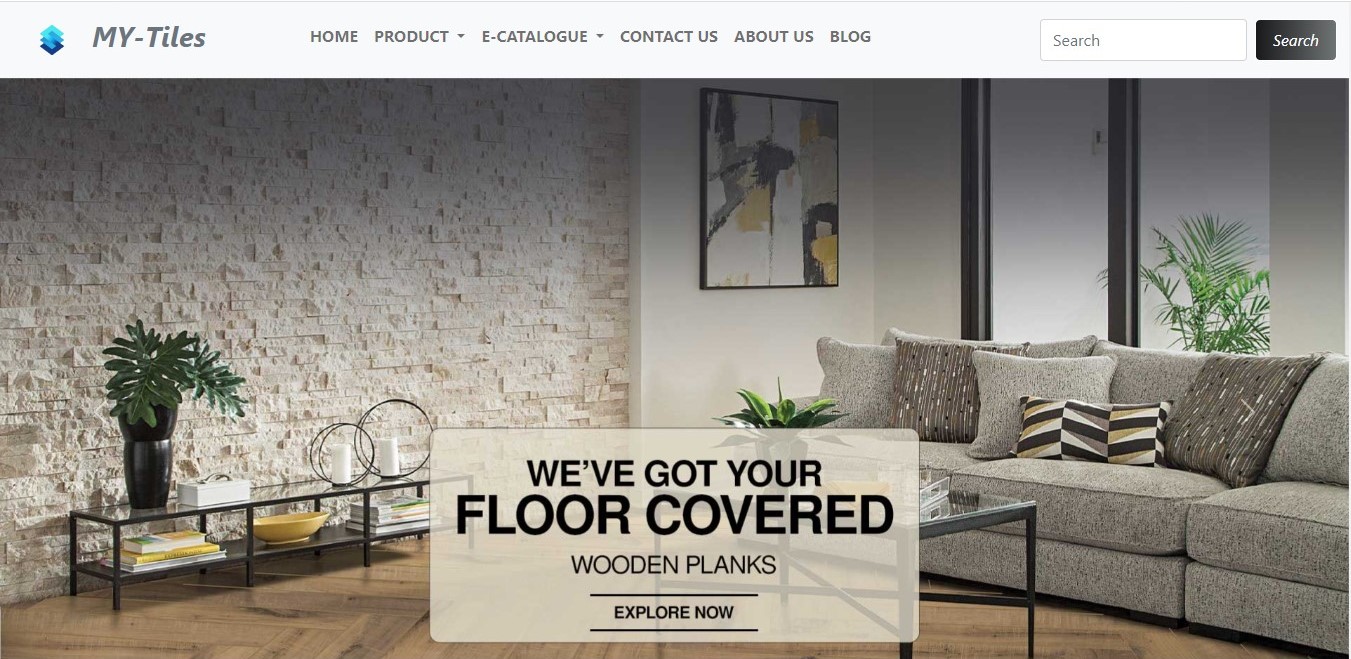 MY-Tiles
HOME PRODUCT E-CATALOGUE CONTACT US ABOUT US BLOG
Search
Search
WE’VE GOT YOUR
FLOOR COVERED
WOODEN PLANKS
EXPLORE NOW